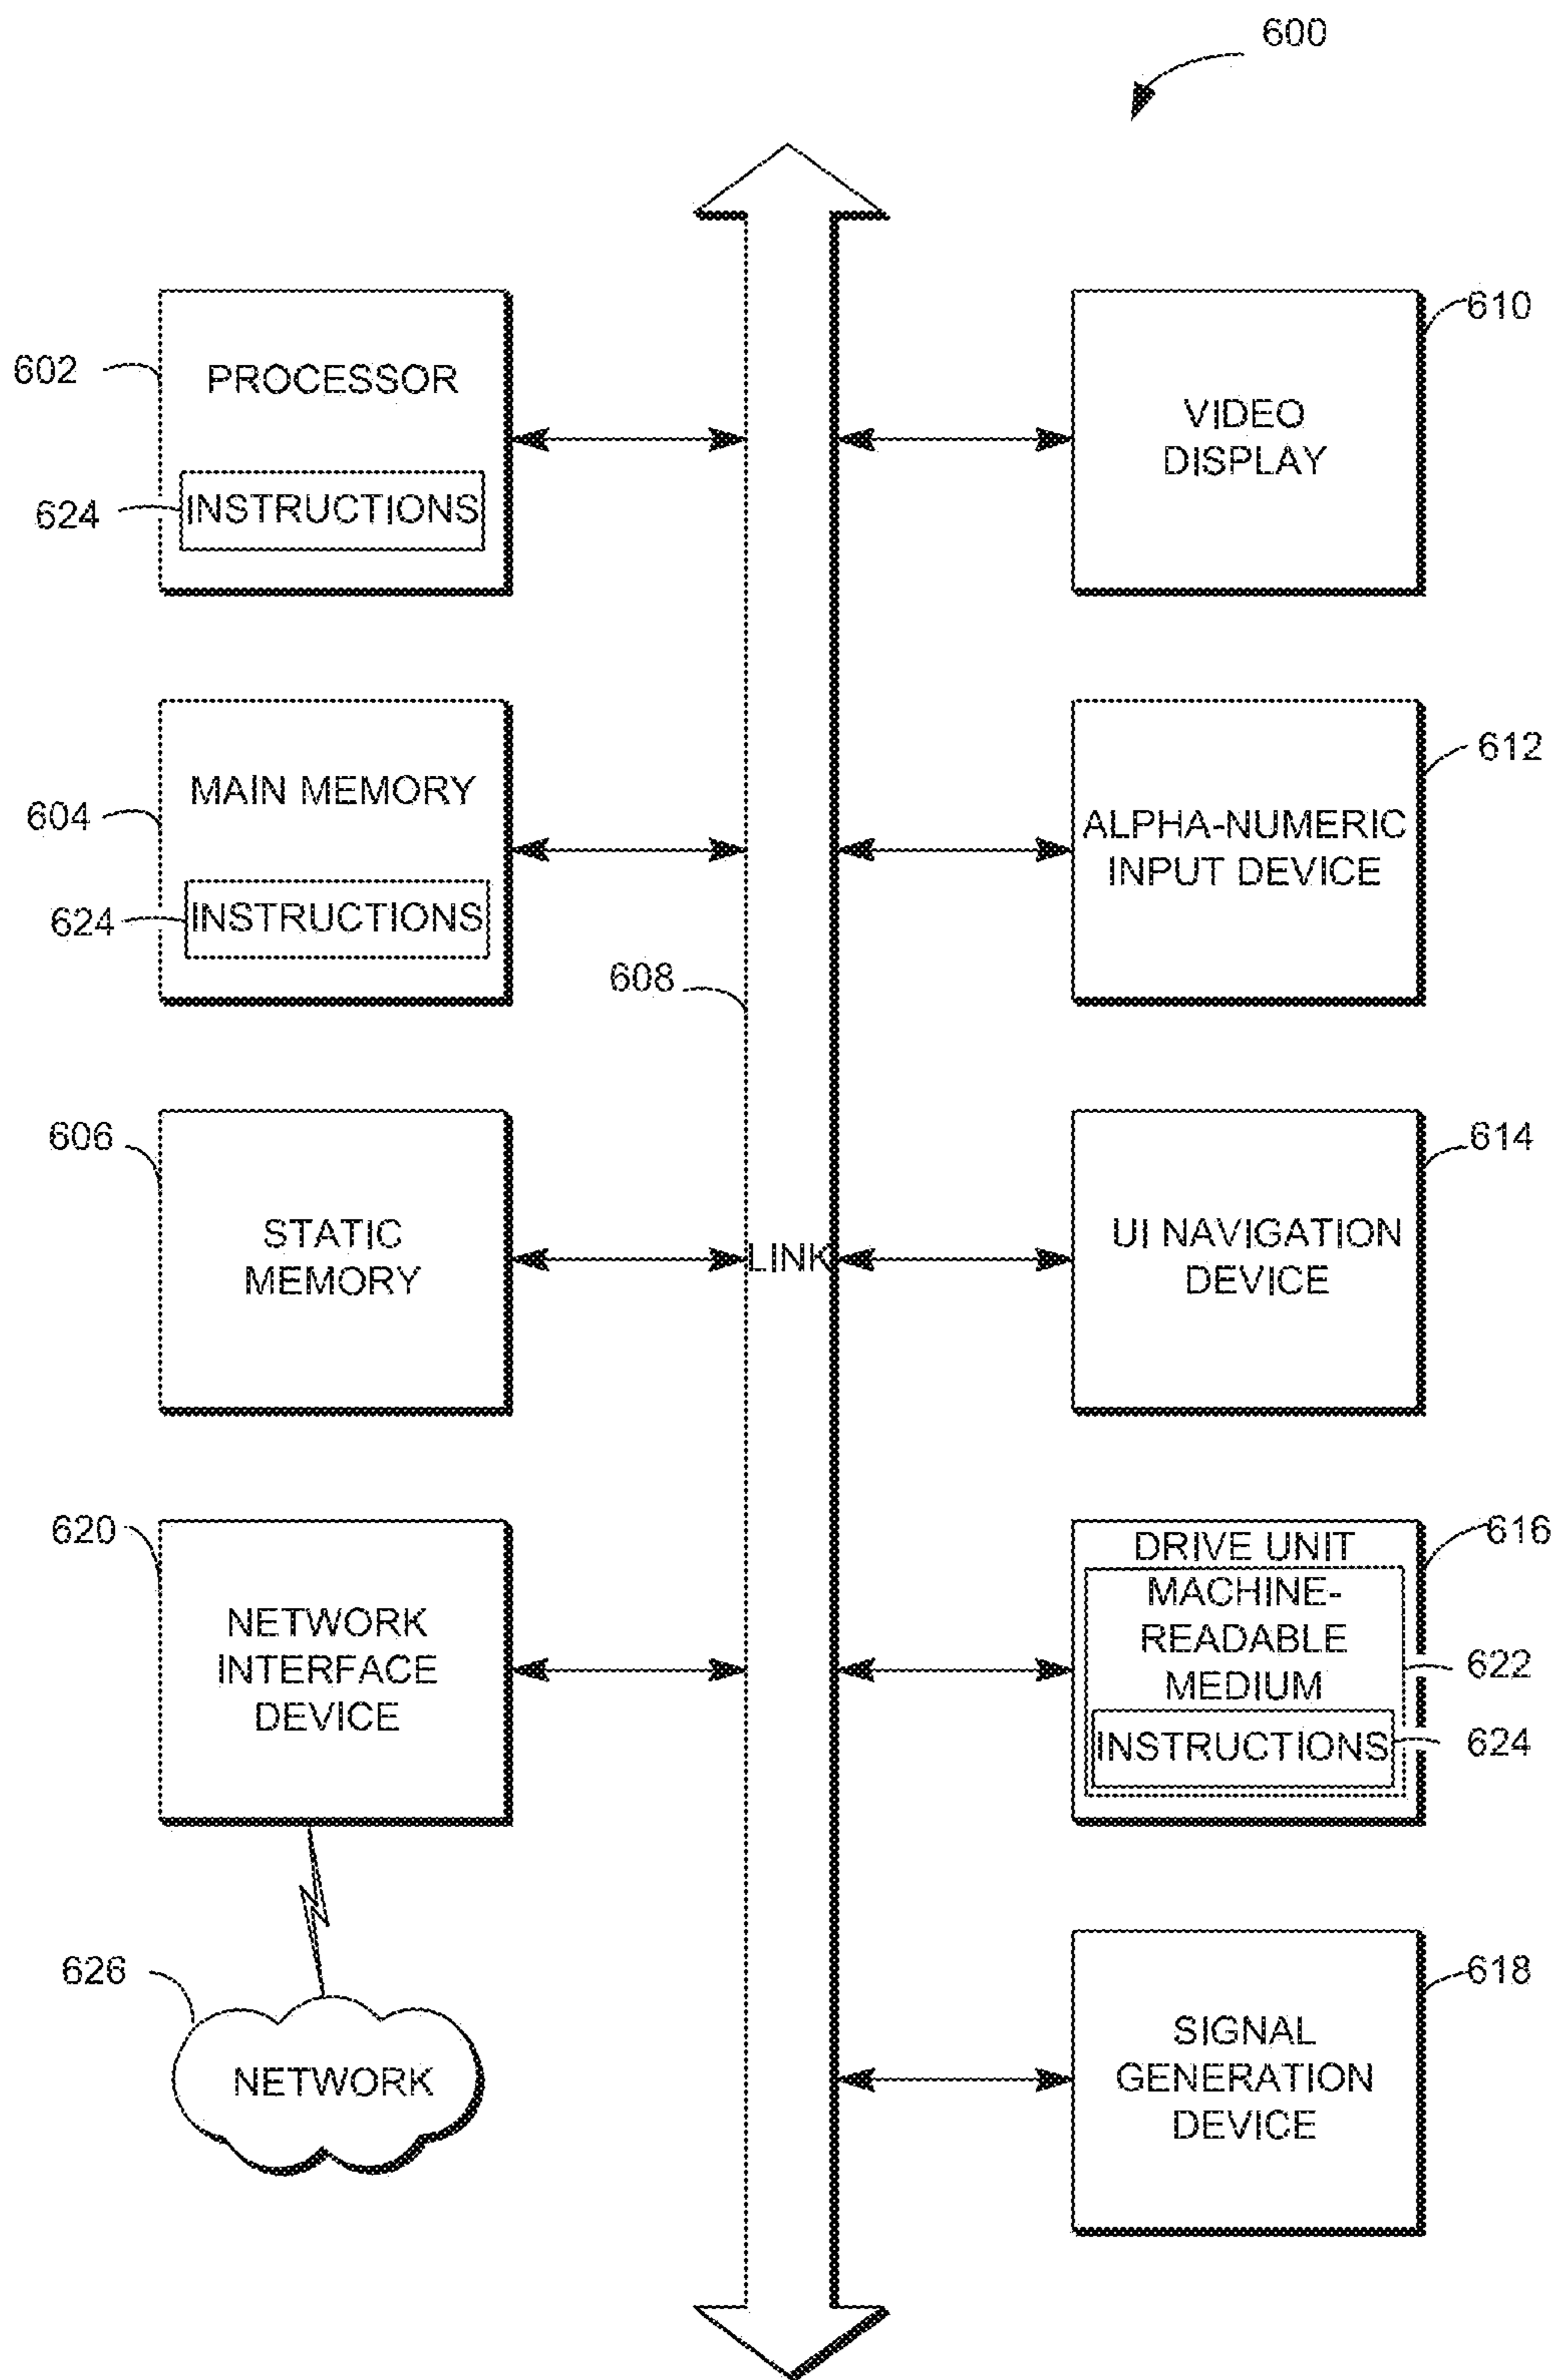 600
602
PROCESSOR
624
INSTRUCTIONS
604
MAIN MEMORY
624
INSTRUCTIONS
606
STATIC
MEMORY
620
NETWORK
INTERFACE
DEVICE
626
NETWORK
608
LINK
610
VIDEO
DISPLAY
612
ALPHA-NUMERIC
INPUT DEVICE
614
UI NAVIGATION
DEVICE
616
DRIVE UNIT
MACHINE-
READABLE
MEDIUM
622
INSTRUCTIONS
624
618
SIGNAL
GENERATION
DEVICE